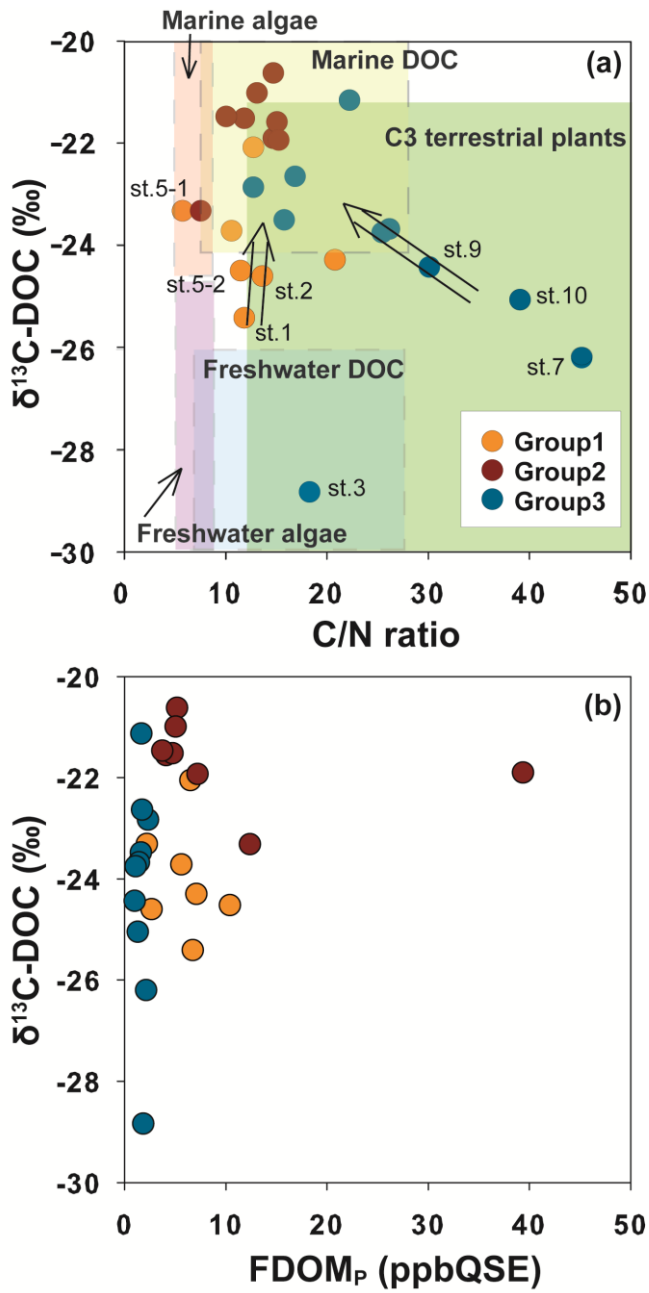 Marine algae
(a)
Marine DOC
C3 terrestrial plants
st.5-1
st.5-2
st.2
st.1
st.9
st.10
st.7
Freshwater DOC
st.3
Freshwater algae
Group1
Group2
Group3
δ¹³C-DOC (‰)
−20
−22
−24
−26
−28
−30
0 10 20 30 40 50
C/N ratio
(b)
δ¹³C-DOC (‰)
-20
-22
-24
-26
-28
-30
0 10 20 30 40 50
FDOMₚ (ppbQSE)